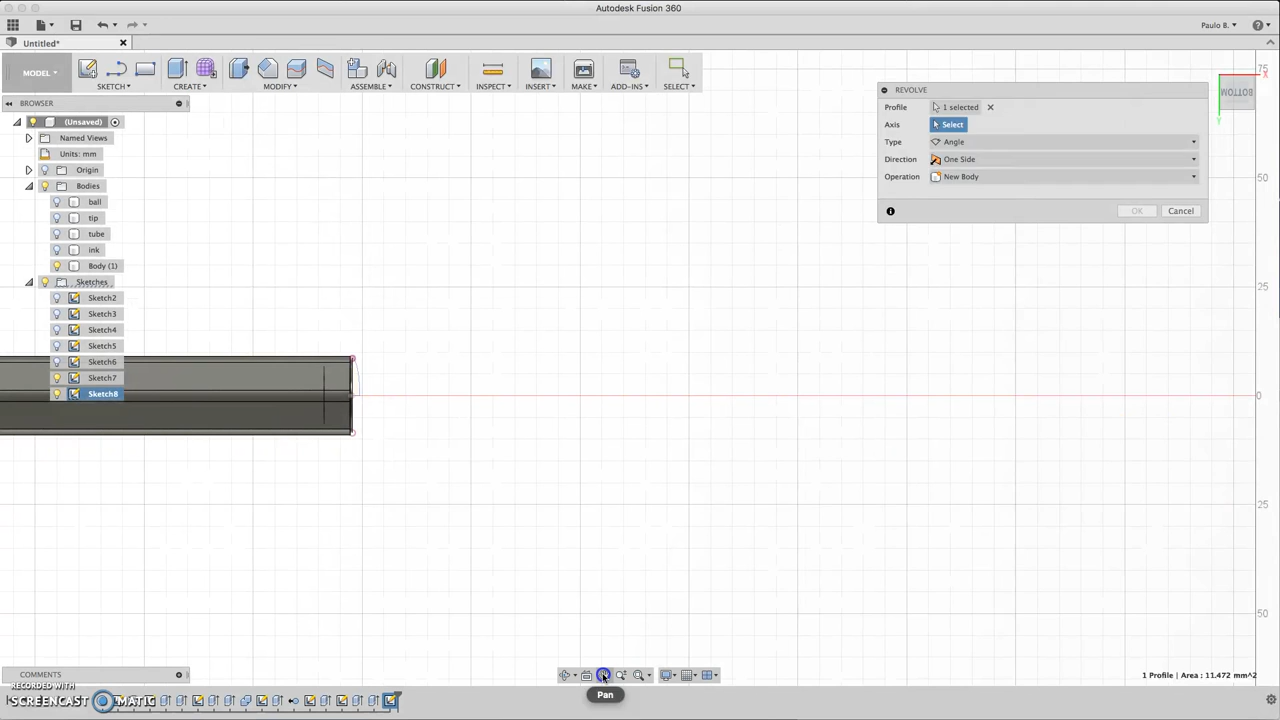 Autodesk Fusion 360
Paulo B.
Untitled*
MODEL
SKETCH
CREATE
MODIFY
ASSEMBLE
CONSTRUCT
INSPECT
INSERT
MAKE
ADD-INS
SELECT
75
X
BOTTOM
Y
BROWSER
REVOLVE
(Unsaved)
Profile 1 selected
Axis Select
Named Views
Type Angle
Units: mm
Direction One Side
Origin
Operation New Body
50
Bodies
ball
OK Cancel
tip
tube
ink
Body (1)
Sketches
25
Sketch2
Sketch3
Sketch4
Sketch5
Sketch6
Sketch7
Sketch8
0
25
50
COMMENTS
1 Profile | Area : 11.472 mm^2
RECORDED WITH
SCREENCAST MATIC
Pan